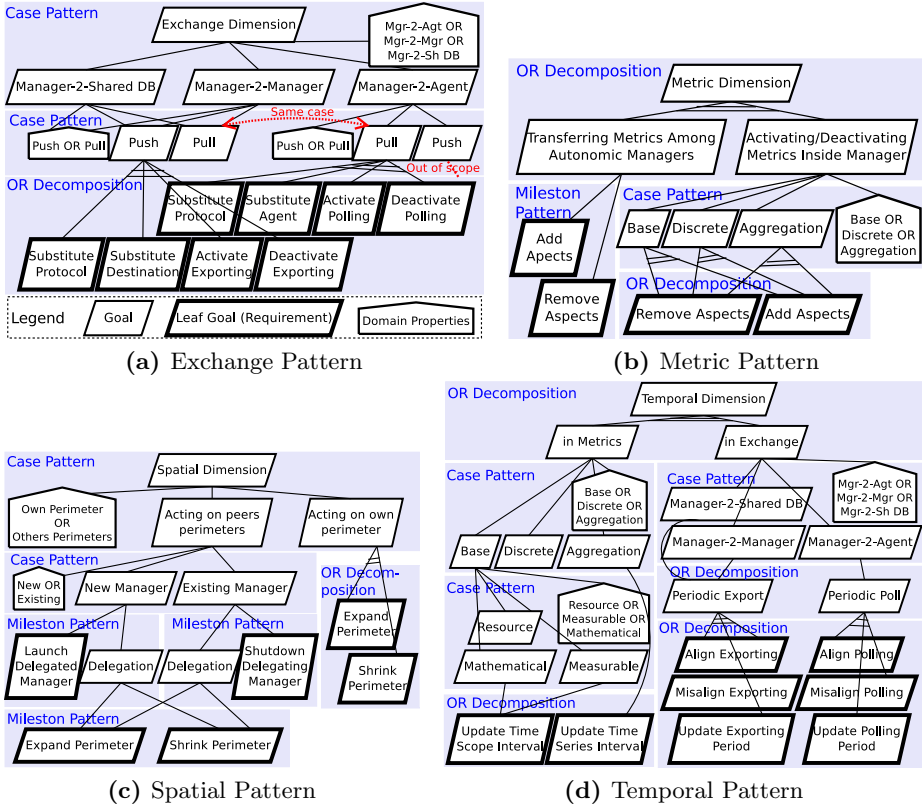 Case Pattern
Exchange Dimension
Mgr-2-Agt OR
Mgr-2-Mgr OR
Mgr-2-Sh DB
Manager-2-Shared DB
Manager-2-Manager
Manager-2-Agent
Case Pattern
Same case
Push OR Pull
Push
Pull
Push OR Pull
Pull
Push
Out of scope
OR Decomposition
Substitute
Protocol
Substitute
Agent
Activate
Polling
Deactivate
Polling
Substitute
Protocol
Substitute
Destination
Activate
Exporting
Deactivate
Exporting
Legend
Goal
Leaf Goal (Requirement)
Domain Properties
(a) Exchange Pattern
OR Decomposition
Metric Dimension
Transferring Metrics Among
Autonomic Managers
Activating/Deactivating
Metrics Inside Manager
Mileston
Pattern
Case Pattern
Add
Apects
Base
Discrete
Aggregation
Base OR
Discrete OR
Aggregation
Remove
Aspects
OR Decomposition
Remove Aspects
Add Aspects
(b) Metric Pattern
Case Pattern
Spatial Dimension
Own Perimeter
OR
Others Perimeters
Acting on peers
perimeters
Acting on own
perimeter
Case Pattern
New OR
Existing
New Manager
Existing Manager
OR Decom-
position
Mileston Pattern
Mileston Pattern
Launch
Delegated
Manager
Delegation
Delegation
Shutdown
Delegating
Manager
Expand
Perimeter
Shrink
Perimeter
Mileston Pattern
Expand Perimeter
Shrink Perimeter
(c) Spatial Pattern
OR Decomposition
Temporal Dimension
in Metrics
in Exchange
Case Pattern
Base OR
Discrete OR
Aggregation
Base
Discrete
Aggregation
Case Pattern
Resource
Resource OR
Measurable OR
Mathematical
Mathematical
Measurable
OR Decomposition
Update Time
Scope Interval
Update Time
Series Interval
Case Pattern
Manager-2-Shared DB
Mgr-2-Agt OR
Mgr-2-Mgr OR
Mgr-2-Sh DB
Manager-2-Manager
Manager-2-Agent
OR Decomposition
Periodic Export
Periodic Poll
OR Decomposition
Align Exporting
Align Polling
Misalign Exporting
Misalign Polling
Update Exporting
Period
Update Polling
Period
(d) Temporal Pattern